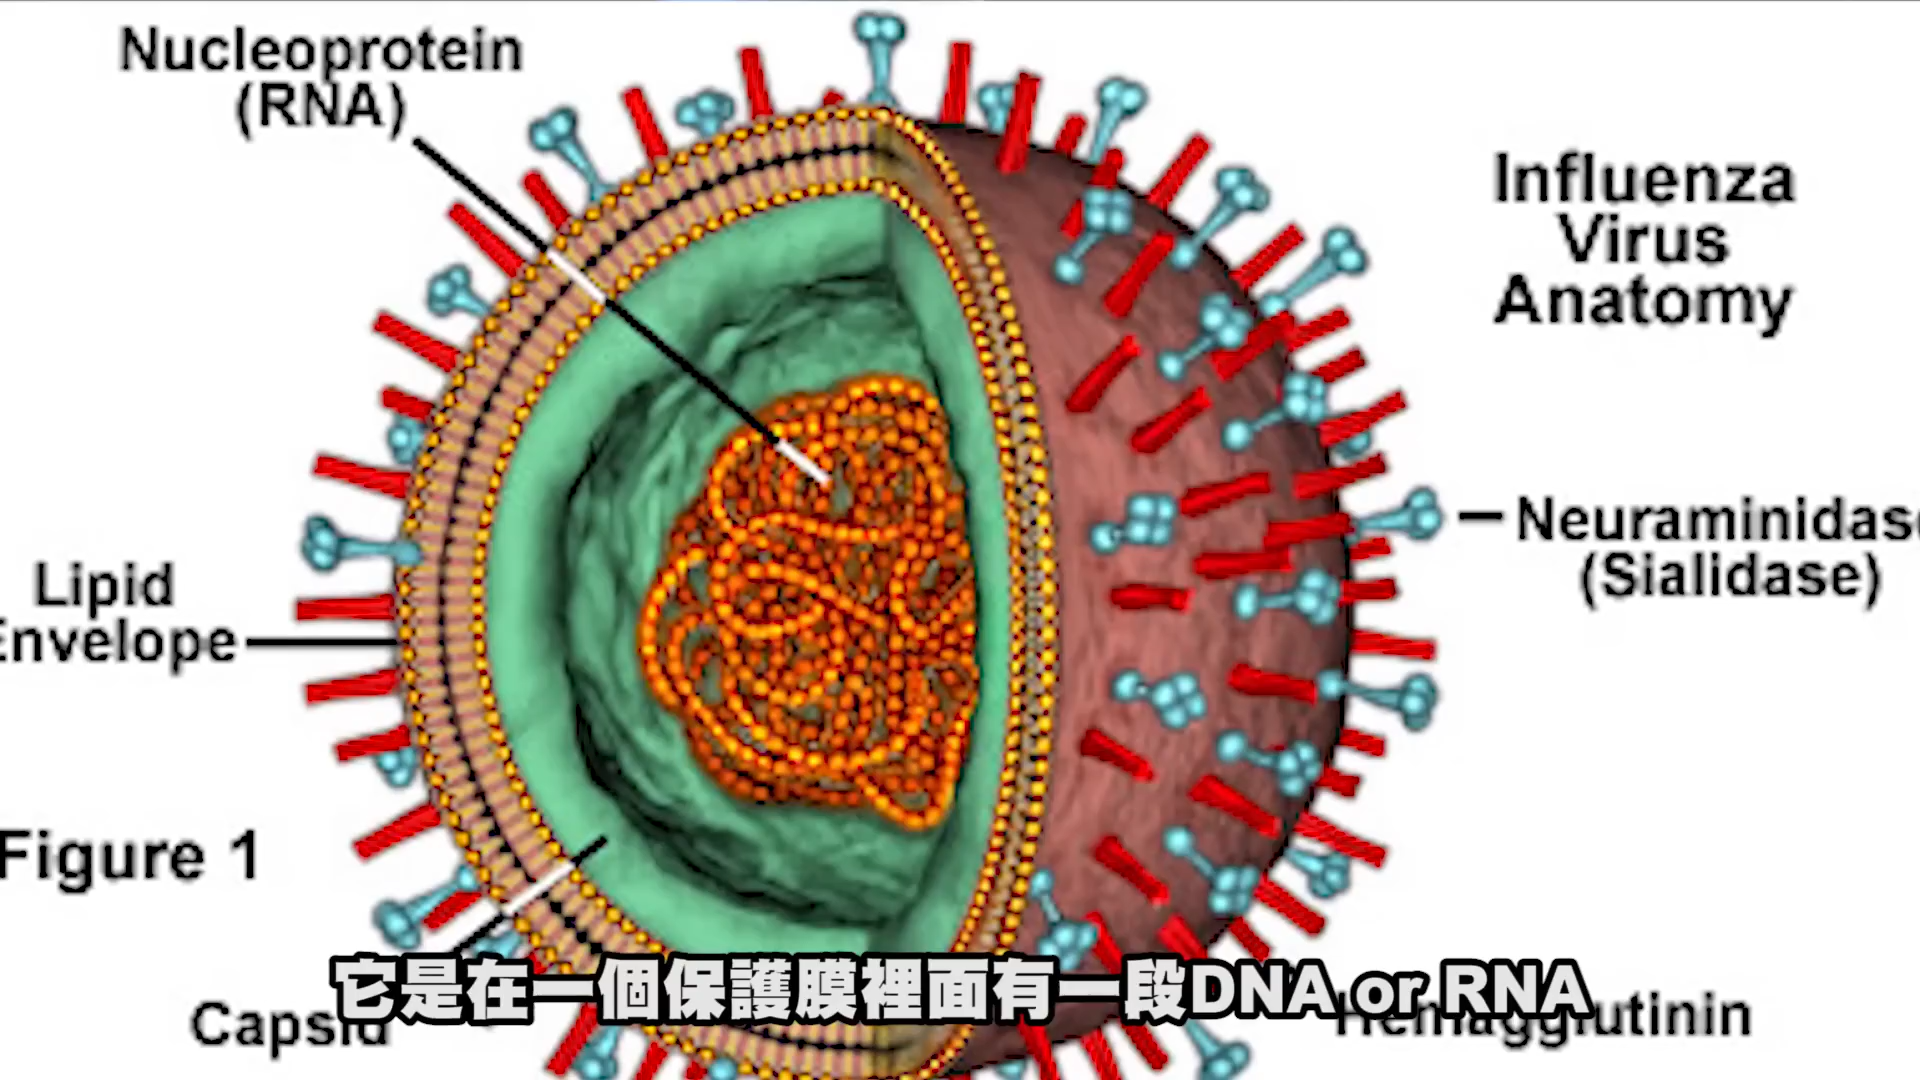 Nucleoprotein
(RNA)
Influenza
Virus
Anatomy
Neuraminidas
(Sialidase)
Lipid
Envelope
Figure 1
它是在一個保護膜裡面有一段DNA or RNA
Capsid
Hemagglutinin